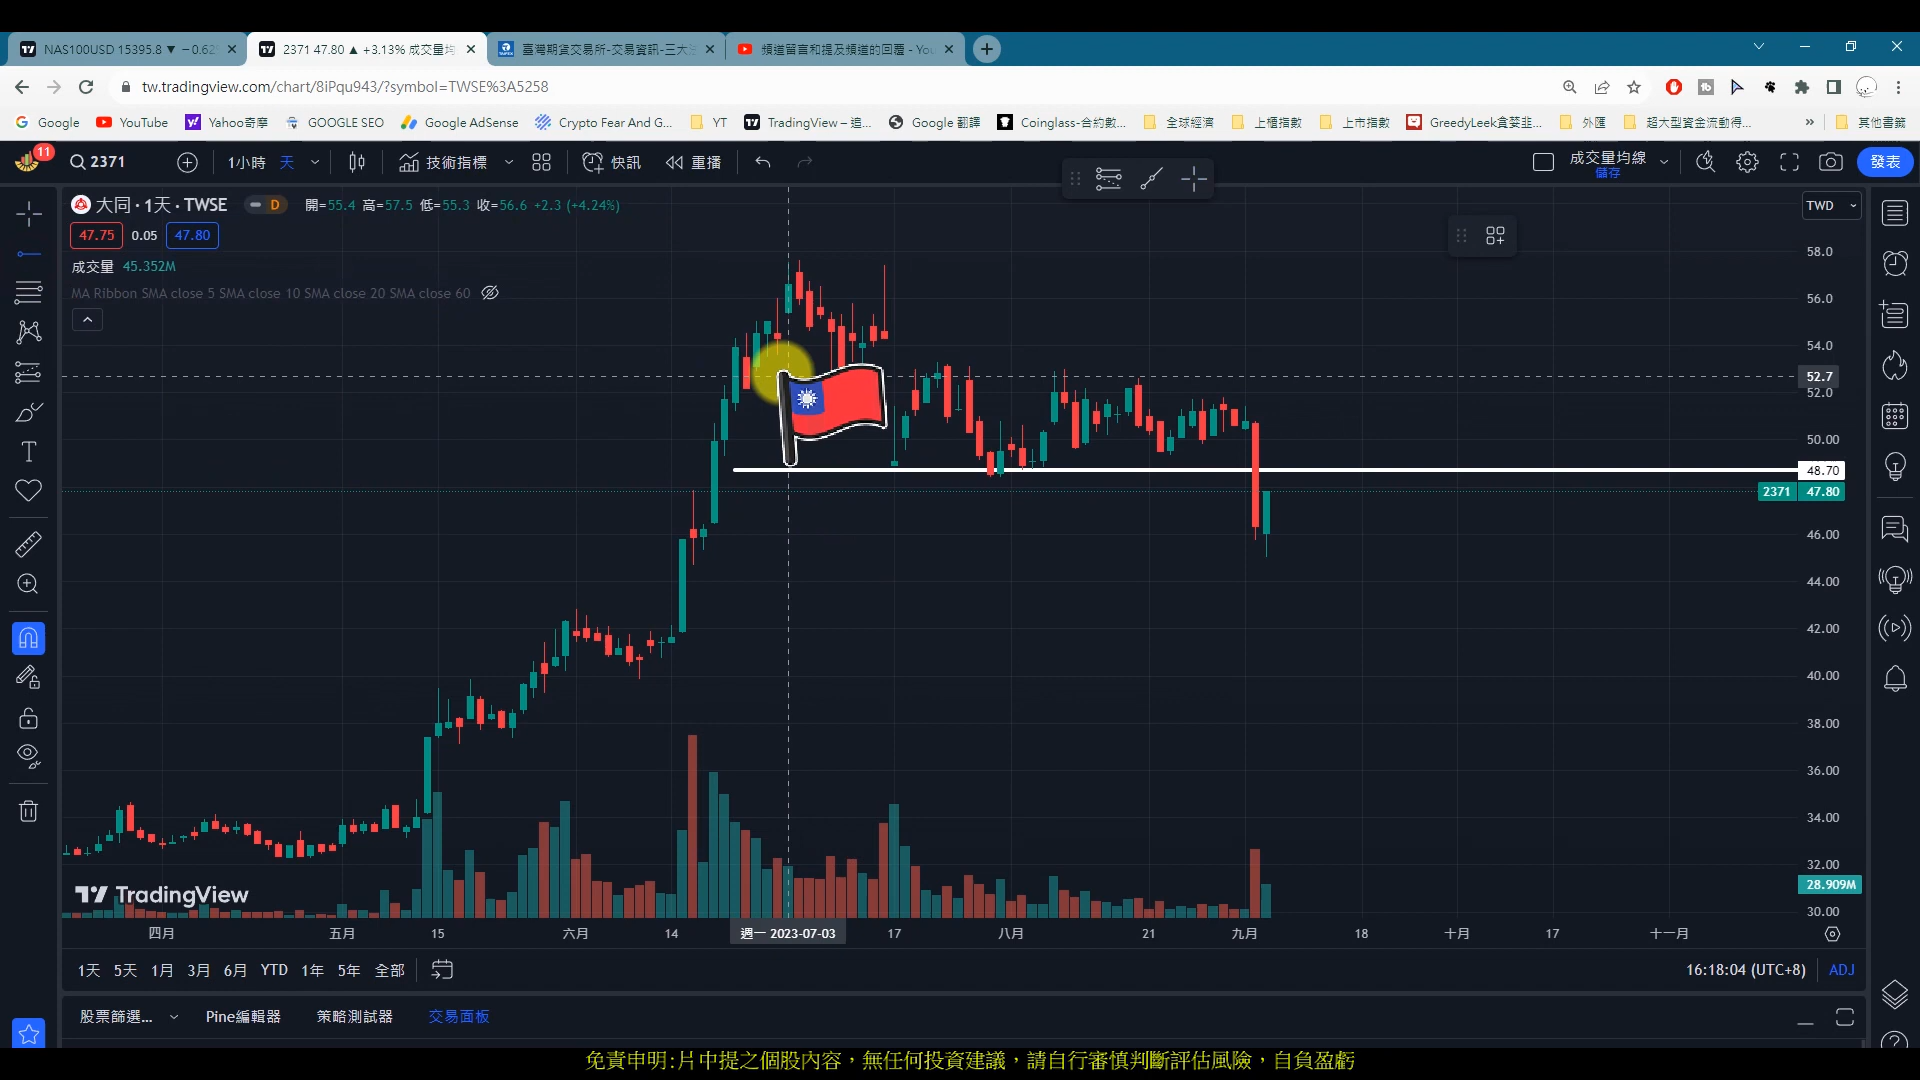 NAS100USD 15395.8 ▼ −0.62
2371 47.80 ▲ +3.13% 成交量均
臺灣期貨交易所-交易資訊-三大
頻道留言和提及頻道的回覆 - You
tw.tradingview.com/chart/8iPqu943/?symbol=TWSE%3A5258
Google
YouTube
Yahoo奇摩
GOOGLE SEO
Google AdSense
Crypto Fear And G...
YT
TradingView – 追...
Google 翻譯
Coinglass-合約數...
全球經濟
上櫃指數
上市指數
GreedyLeek貪婪韭...
外匯
超大型資金流動得...
»
其他書籤
11
2371
1小時
天
技術指標
快訊
重播
成交量均線
儲存
發表
大同 · 1天 · TWSE
D
開=55.4 高=57.5 低=55.3 收=56.6 +2.3 (+4.24%)
TWD
47.75
0.05
47.80
成交量 45.352M
MA Ribbon SMA close 5 SMA close 10 SMA close 20 SMA close 60
58.0
56.0
54.0
52.7
52.0
50.00
48.70
2371 47.80
46.00
44.00
42.00
40.00
38.00
36.00
34.00
32.00
28.909M
30.00
TradingView
四月
五月
15
六月
14
週一 2023-07-03
17
八月
21
九月
18
十月
17
十一月
1天
5天
1月
3月
6月
YTD
1年
5年
全部
16:18:04 (UTC+8)
ADJ
股票篩選...
Pine編輯器
策略測試器
交易面板
免責申明:片中提之個股內容，無任何投資建議，請自行審慎判斷評估風險，自負盈虧